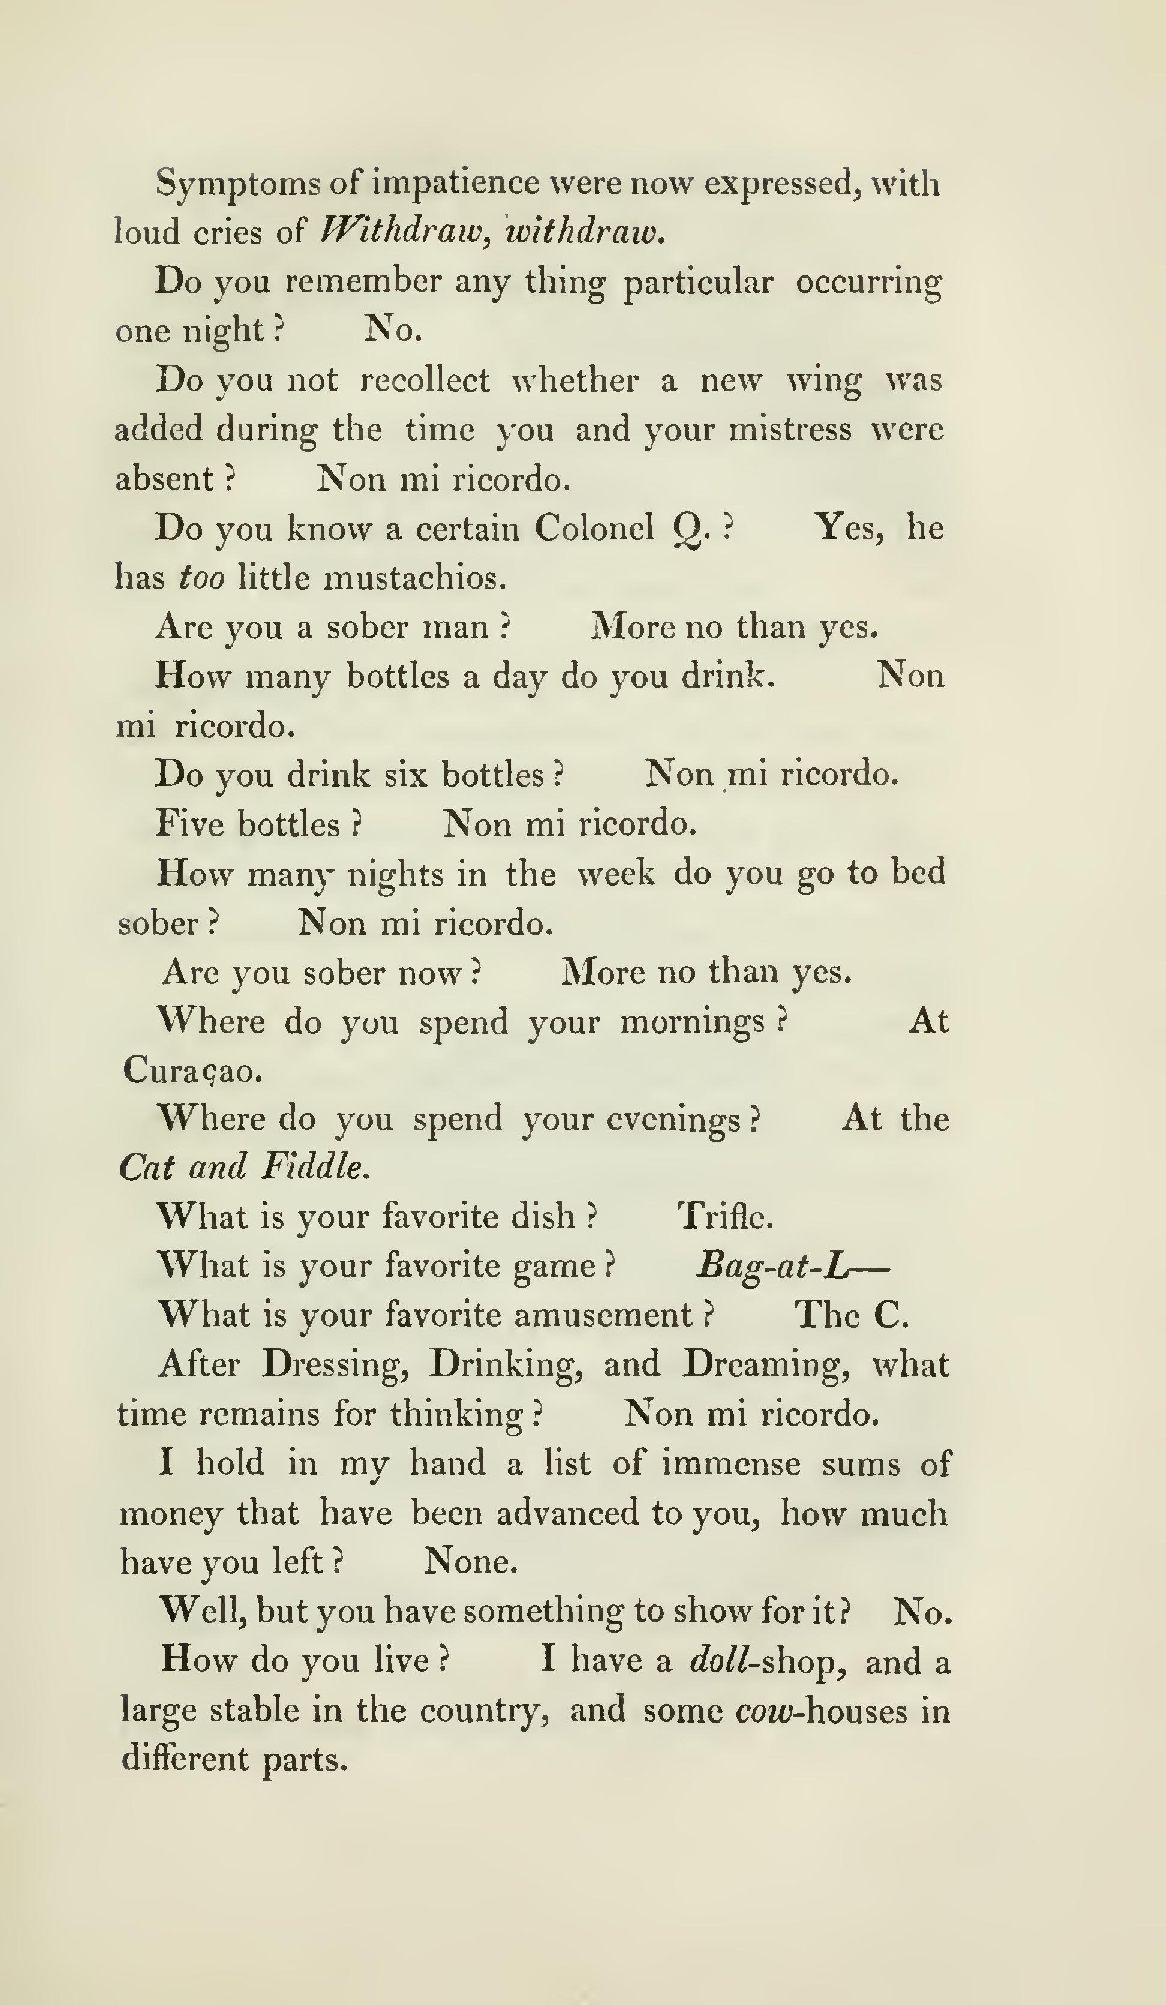 Symptoms of impatience were now expressed, with
loud cries of Withdraw, withdraw.
Do you remember any thing particular occurring
one night ? No.
Do you not recollect whether a new wing was
added during the time you and your mistress were
absent ? Non mi ricordo.
Do you know a certain Colonel Q. ? Yes, he
has too little mustachios.
Are you a sober man ? More no than yes.
How many bottles a day do you drink. Non
mi ricordo.
Do you drink six bottles ? Non mi ricordo.
Five bottles ? Non mi ricordo.
How many nights in the week do you go to bed
sober ? Non mi ricordo.
Are you sober now ? More no than yes.
Where do you spend your mornings ? At
Curaçao.
Where do you spend your evenings ? At the
Cat and Fiddle.
What is your favorite dish ? Trifle.
What is your favorite game ? Bag-at-L—
What is your favorite amusement ? The C.
After Dressing, Drinking, and Dreaming, what
time remains for thinking ? Non mi ricordo.
I hold in my hand a list of immense sums of
money that have been advanced to you, how much
have you left ? None.
Well, but you have something to show for it ? No.
How do you live ? I have a doll-shop, and a
large stable in the country, and some cow-houses in
different parts.